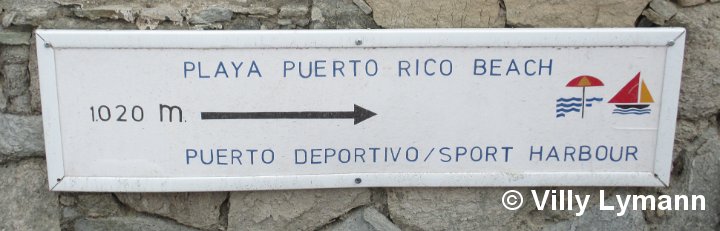 PLAYA PUERTO RICO BEACH
1.020 m.
PUERTO DEPORTIVO/SPORT HARBOUR
© Villy Lymann